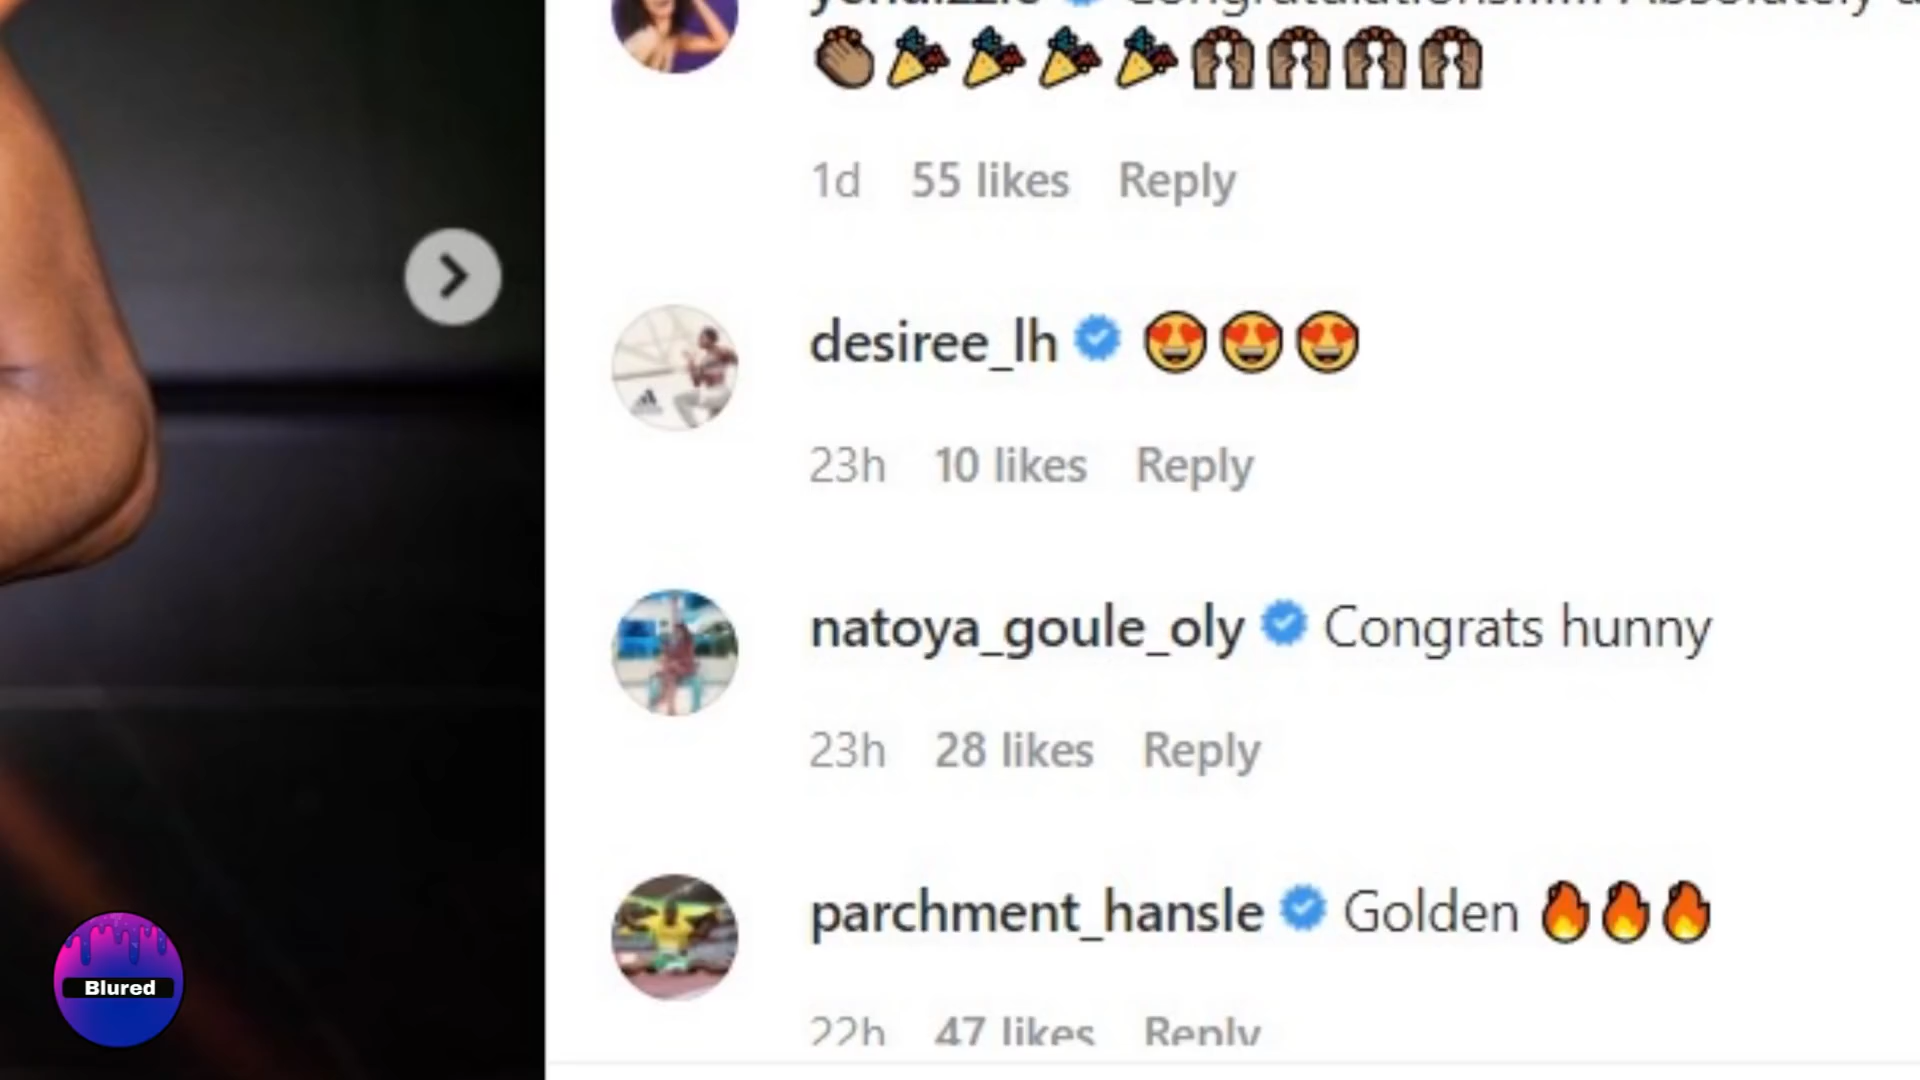 👏🏽🎉🎉🎉🎉🙌🏽🙌🏽🙌🏽🙌🏽
1d 55 likes Reply
desiree_lh 😍😍😍
23h 10 likes Reply
natoya_goule_oly Congrats hunny
23h 28 likes Reply
parchment_hansle Golden 🔥🔥🔥
22h 47 likes Reply
Blured